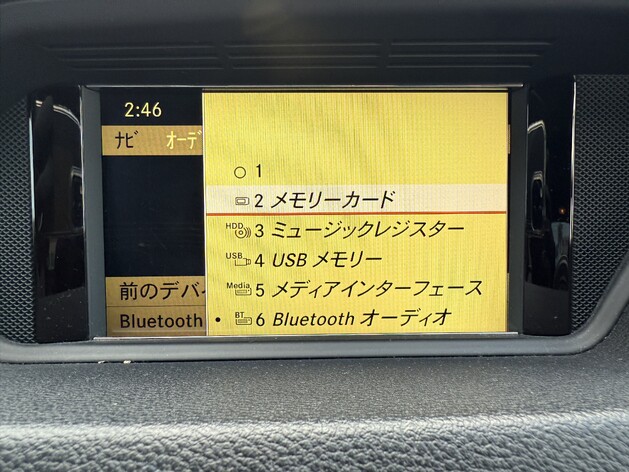 2:46
ナビ オーデ
1
2 メモリーカード
HDD 3 ミュージックレジスター
USB 4 USB メモリー
Media 5 メディアインターフェース
前のデバイ
BT 6 Bluetooth オーディオ
Bluetooth